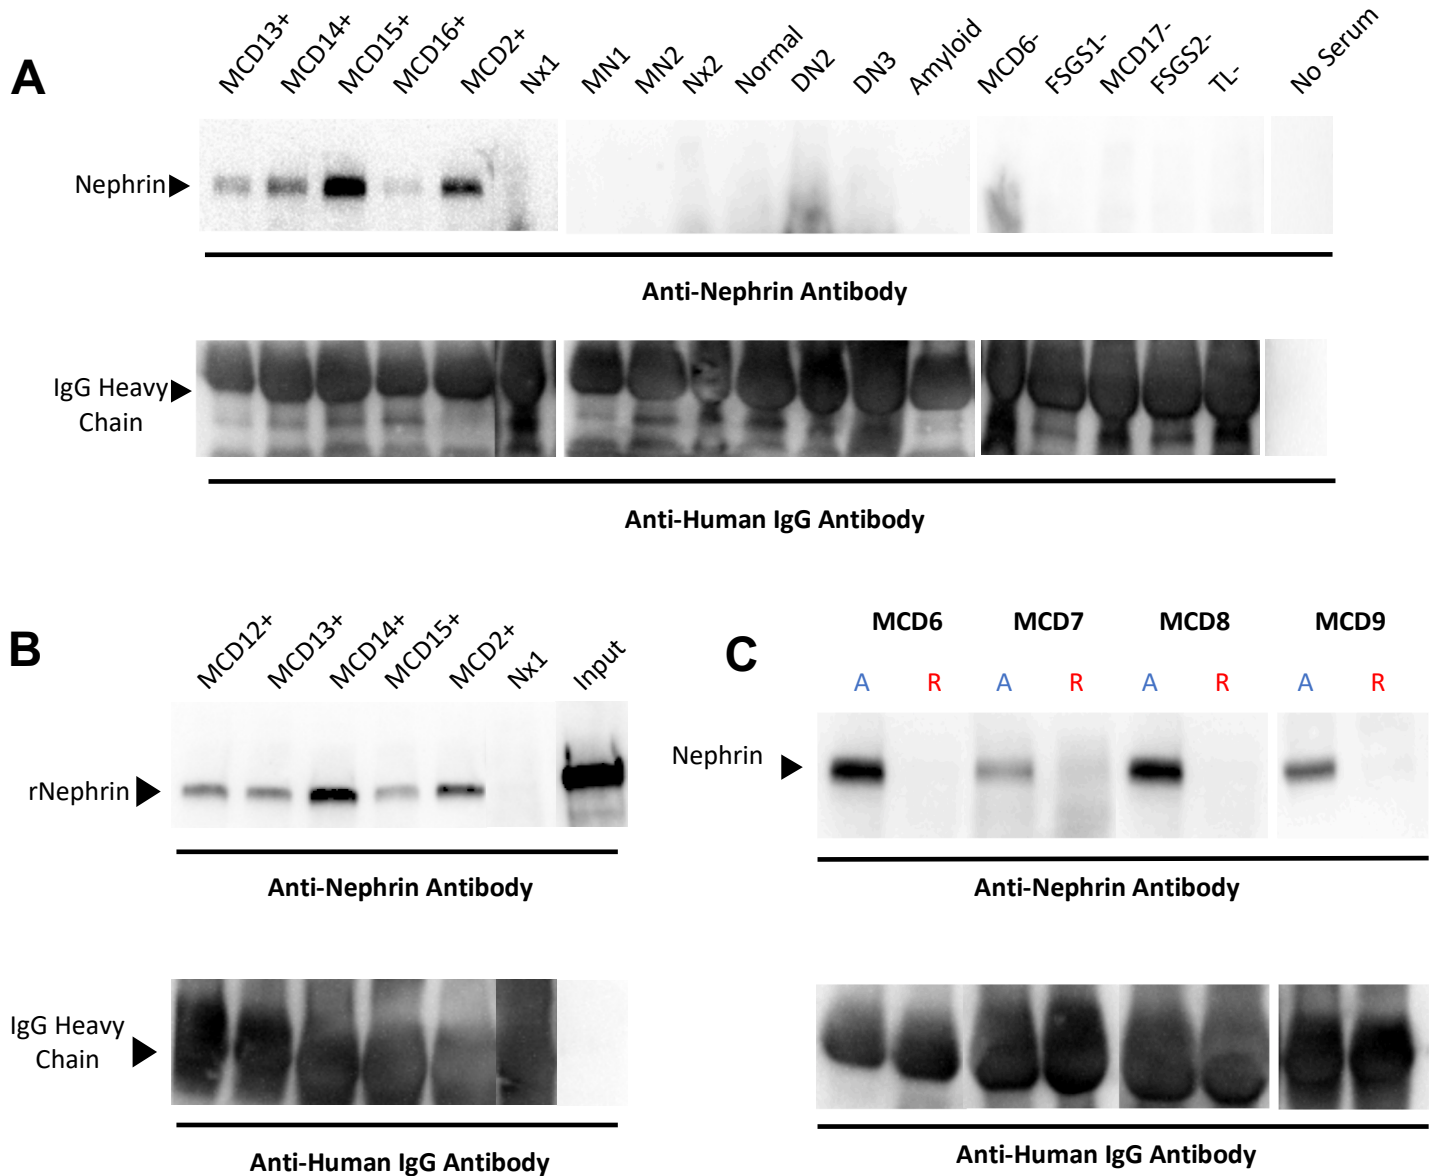 A
MCD13+ MCD14+ MCD15+ MCD16+ MCD2+ Nx1 MN1 MN2 Nx2 Normal DN2 DN3 Amyloid MCD6- FSGS1- MCD17- FSGS2- TL- No Serum
Nephrin
Anti-Nephrin Antibody
IgG Heavy
Chain
Anti-Human IgG Antibody
B
MCD12+ MCD13+ MCD14+ MCD15+ MCD2+ Nx1 Input
rNephrin
Anti-Nephrin Antibody
IgG Heavy
Chain
Anti-Human IgG Antibody
C
MCD6 MCD7 MCD8 MCD9
A R A R A R A R
Nephrin
Anti-Nephrin Antibody
Anti-Human IgG Antibody